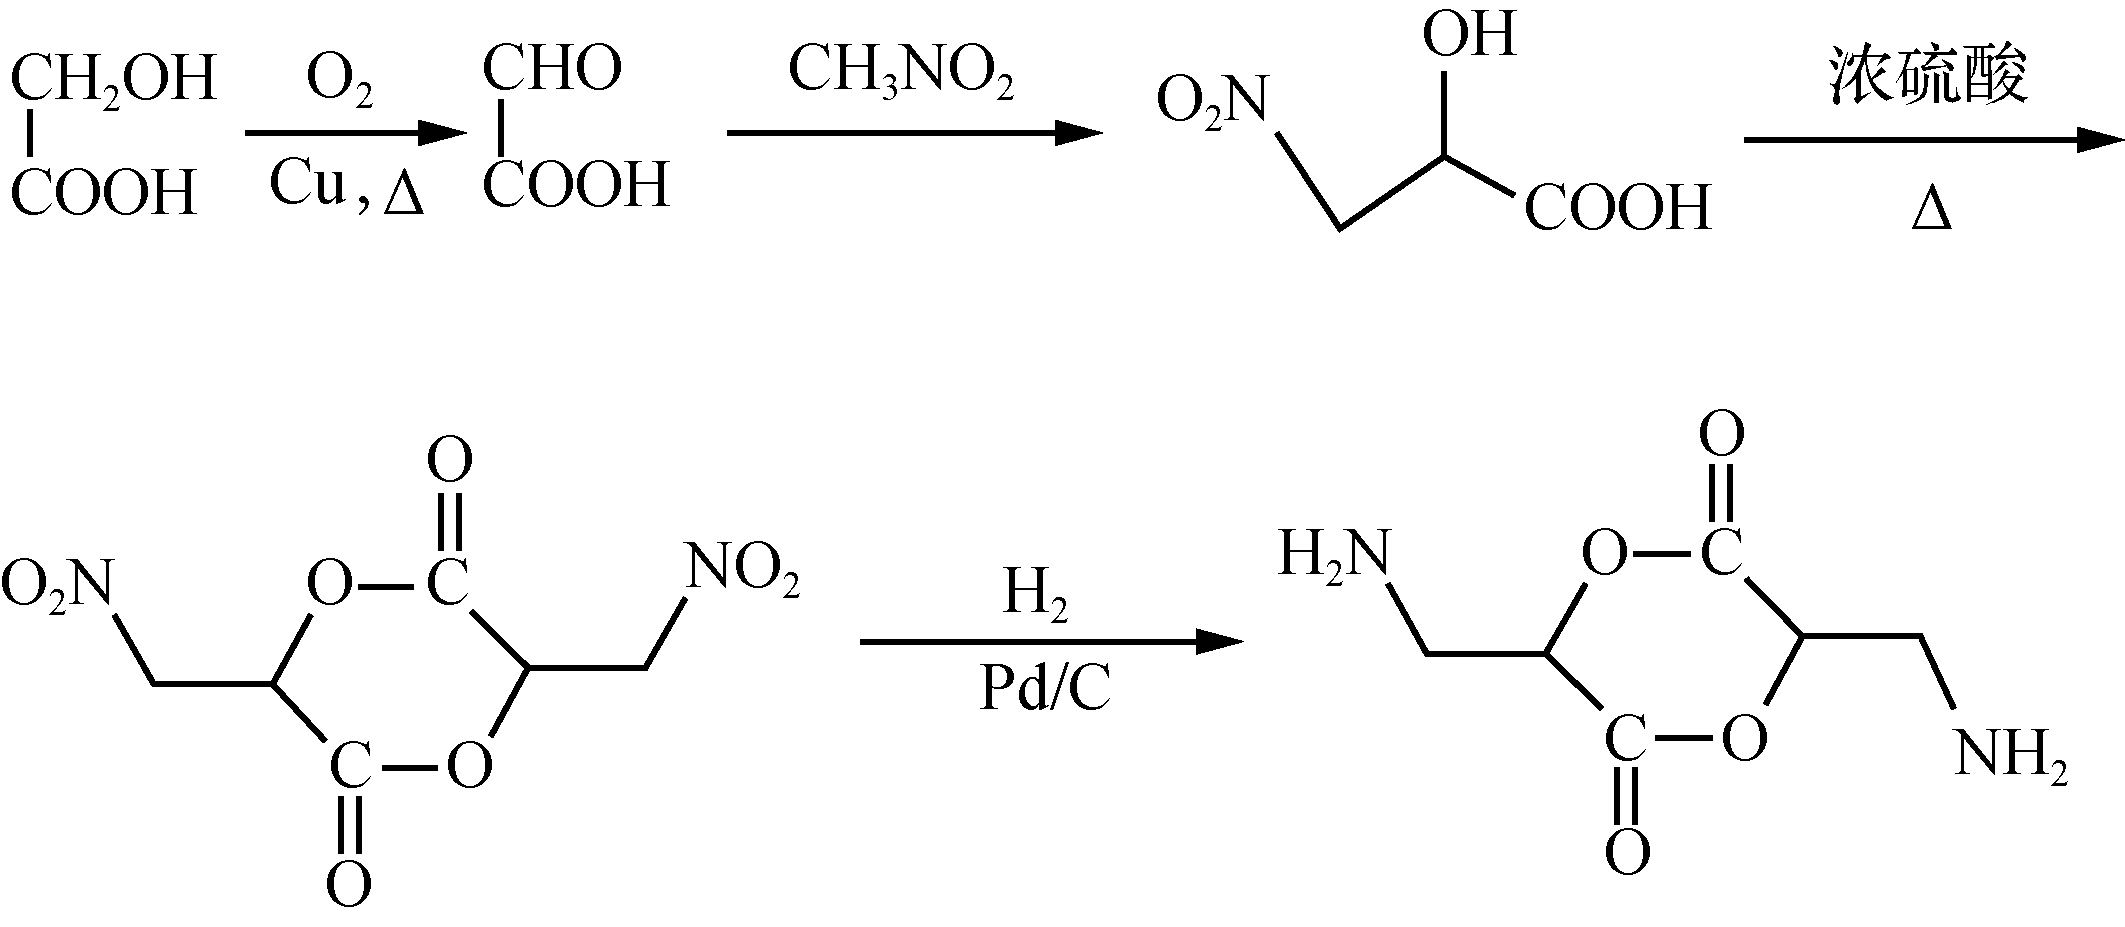 CH₂OH
COOH
O₂
Cu,Δ
CHO
COOH
CH₃NO₂
O₂N
OH
COOH
浓硫酸
Δ
O
O₂N
O
C
NO₂
C
O
O
H₂
Pd/C
O
H₂N
O
C
C
O
NH₂
O